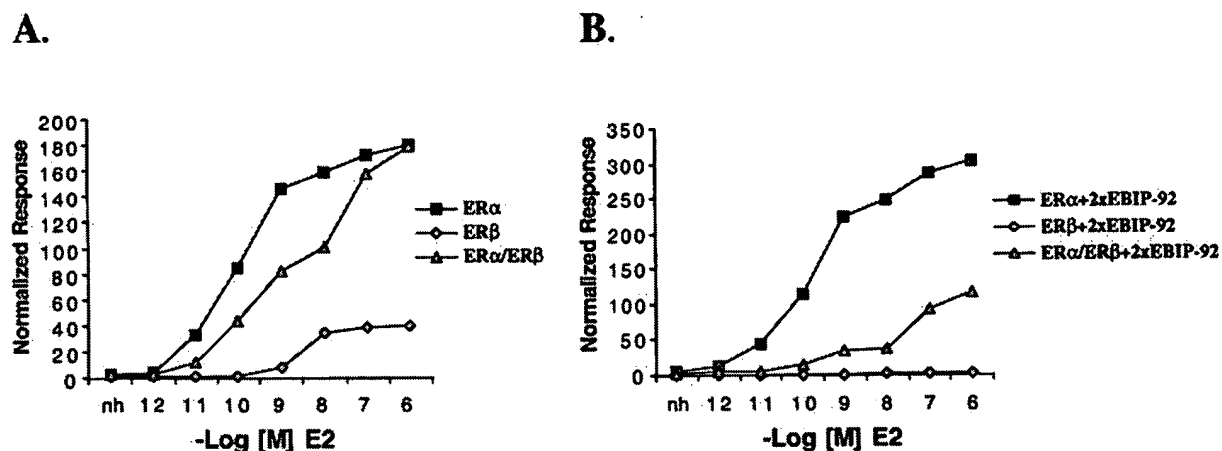 A.
B.
Normalized Response
200
180
160
140
120
100
80
60
40
20
0
nh 12 11 10 9 8 7 6
-Log [M] E2
ERα
ERβ
ERα/ERβ
Normalized Response
350
300
250
200
150
100
50
0
nh 12 11 10 9 8 7 6
-Log [M] E2
ERα+2xEBIP-92
ERβ+2xEBIP-92
ERα/ERβ+2xEBIP-92